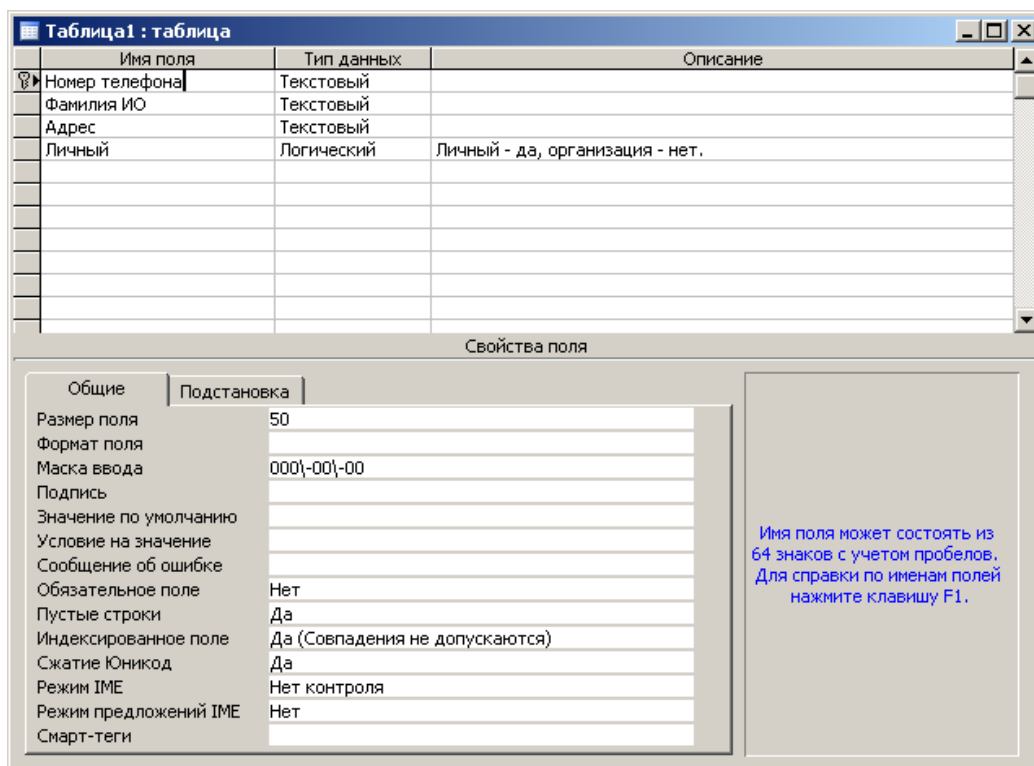 Таблица1 : таблица
Имя поля Тип данных Описание
Номер телефона Текстовый
Фамилия ИО Текстовый
Адрес Текстовый
Личный Логический Личный - да, организация - нет.
Свойства поля
Общие Подстановка
Размер поля 50
Формат поля
Маска ввода 000\-00\-00
Подпись
Значение по умолчанию
Условие на значение
Сообщение об ошибке
Обязательное поле Нет
Пустые строки Да
Индексированное поле Да (Совпадения не допускаются)
Сжатие Юникод Да
Режим IME Нет контроля
Режим предложений IME Нет
Смарт-теги
Имя поля может состоять из
64 знаков с учетом пробелов.
Для справки по именам полей
нажмите клавишу F1.